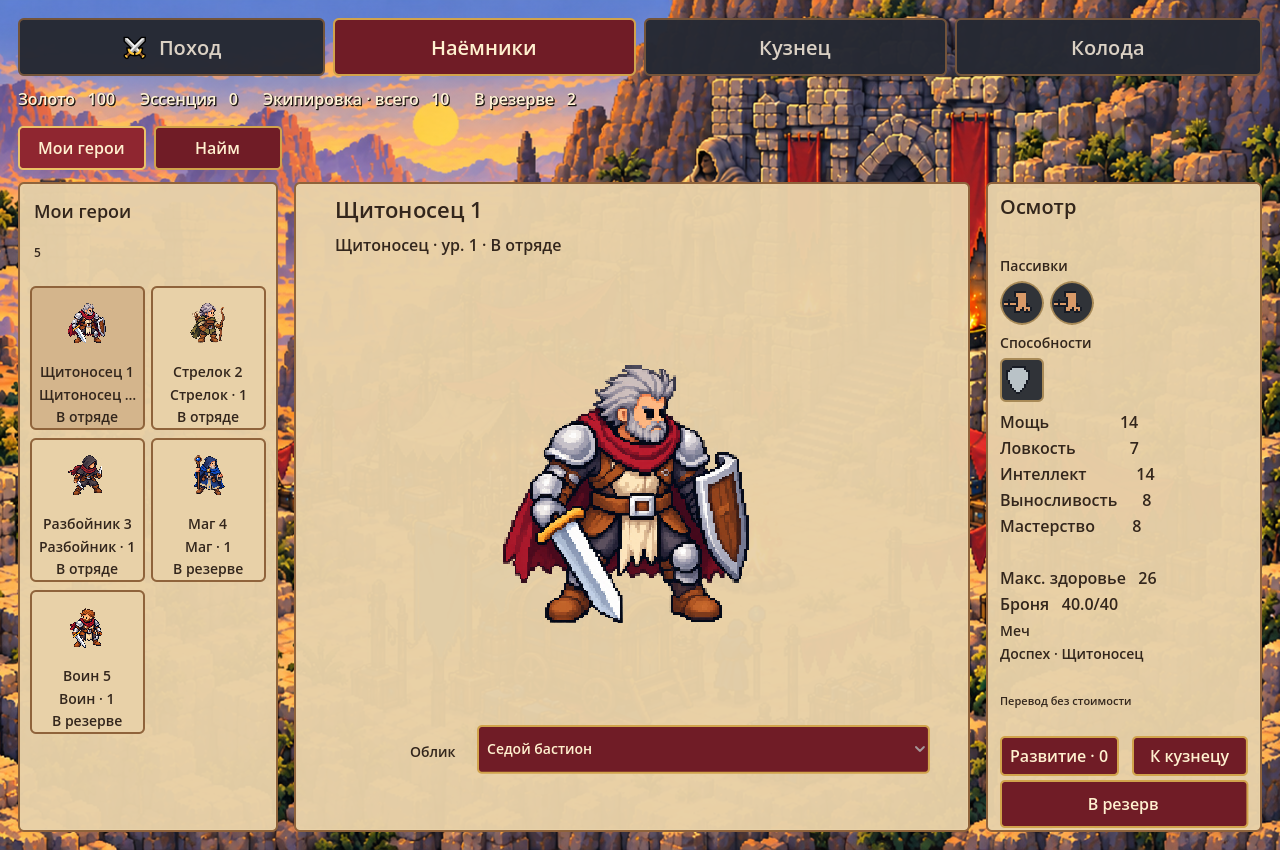 Поход
Наёмники
Кузнец
Колода
Золото 100 Эссенция 0 Экипировка · всего 10 В резерве 2
Мои герои
Найм
Мои герои
5
Щитоносец 1
Щитоносец ...
В отряде
Стрелок 2
Стрелок · 1
В отряде
Разбойник 3
Разбойник · 1
В отряде
Маг 4
Маг · 1
В резерве
Воин 5
Воин · 1
В резерве
Щитоносец 1
Щитоносец · ур. 1 · В отряде
Облик
Седой бастион
Осмотр
Пассивки
Способности
Мощь 14
Ловкость 7
Интеллект 14
Выносливость 8
Мастерство 8
Макс. здоровье 26
Броня 40.0/40
Меч
Доспех · Щитоносец
Перевод без стоимости
Развитие · 0
К кузнецу
В резерв